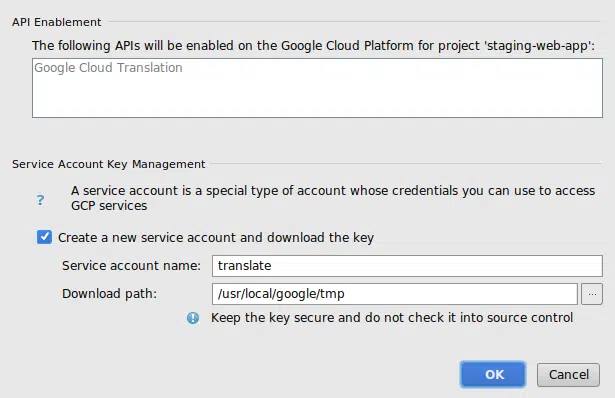 API Enablement
The following APIs will be enabled on the Google Cloud Platform for project 'staging-web-app':
Google Cloud Translation
Service Account Key Management
? A service account is a special type of account whose credentials you can use to access
GCP services
Create a new service account and download the key
Service account name: translate
Download path: /usr/local/google/tmp ...
Keep the key secure and do not check it into source control
OK Cancel